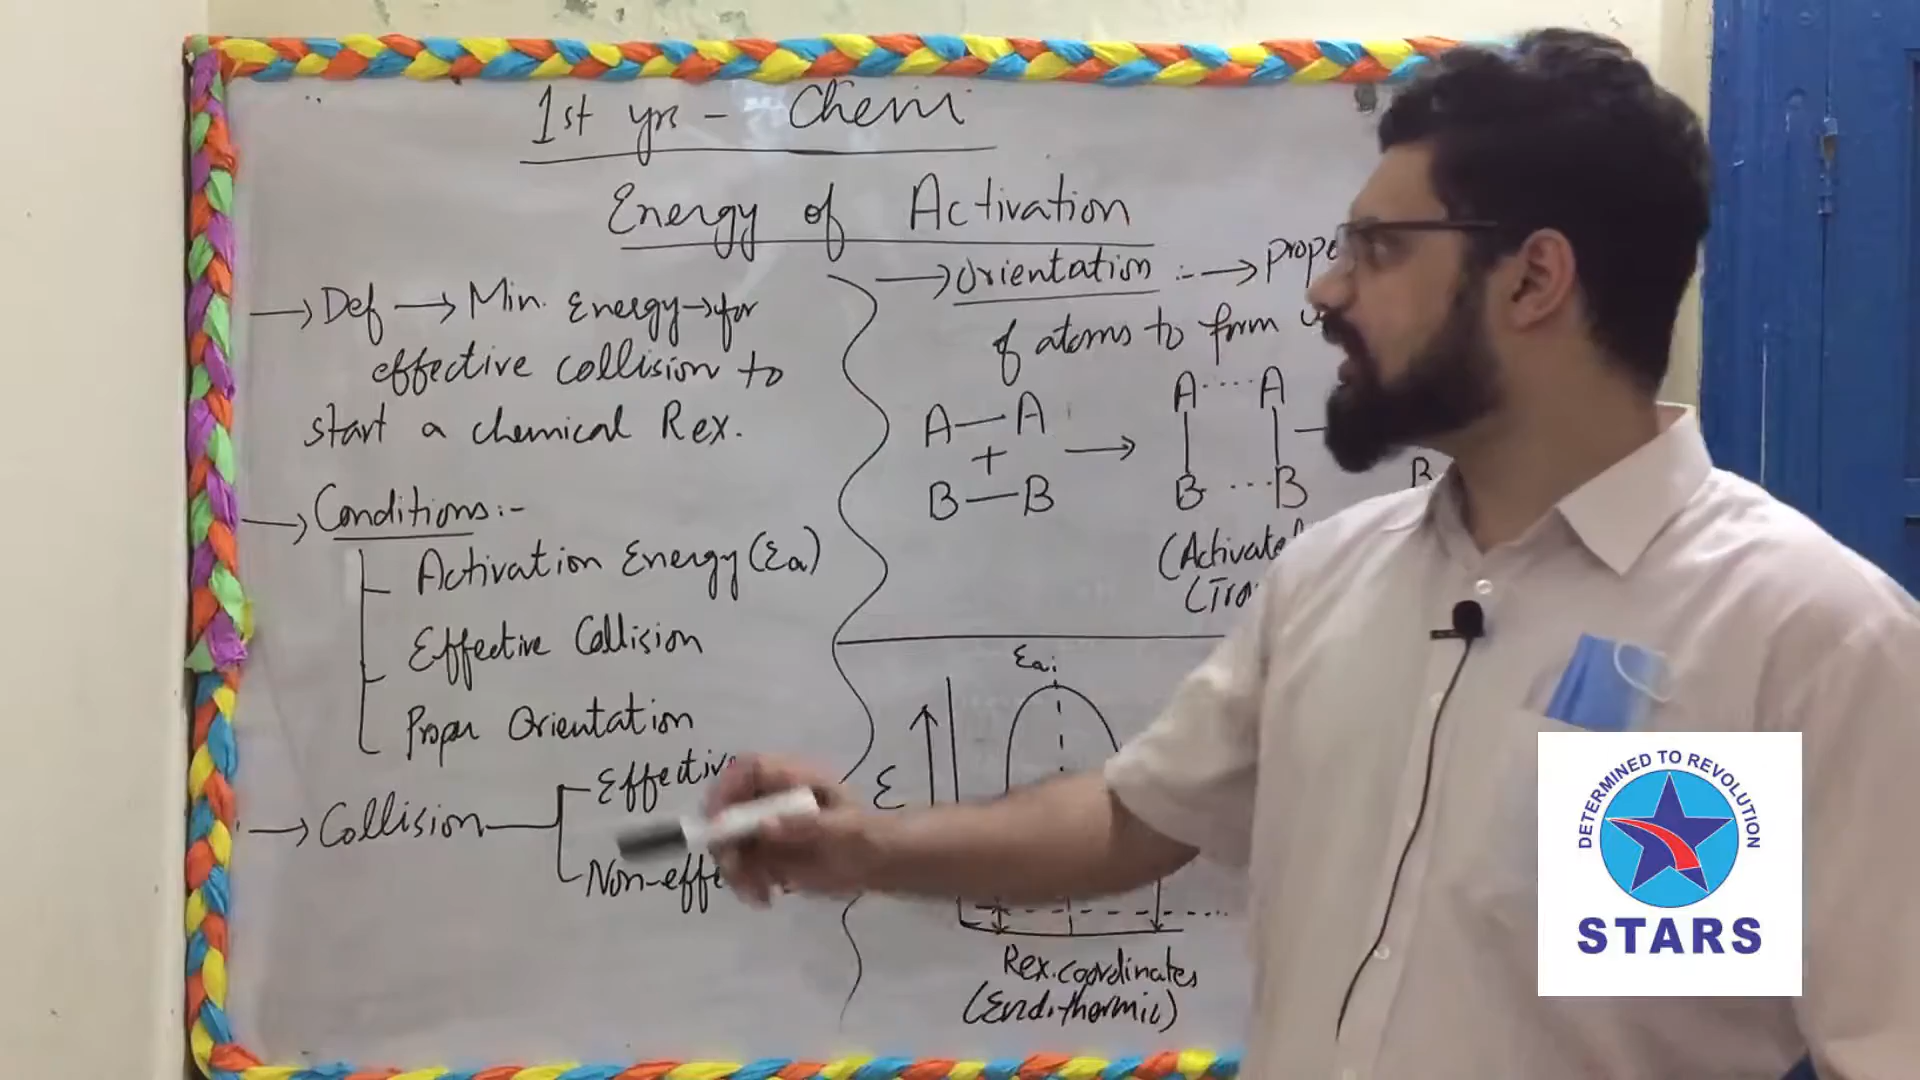 1st yrs - Chem
Energy of Activation
→ Def → Min. Energy → for
effective collision to
start a chemical Rex.
→ Conditions:-
Activation Energy (Ea)
Effective Collision
Proper Orientation
→ Collision
Effective
Non-effe
→ Orientation :- → prope
of atoms to form
A—A
+
B—B
→
A....A
B...B
B
(Activate
(Tra
Ea
E
Rex. coordinates
(Endothermic)
DETERMINED TO REVOLUTION
STARS